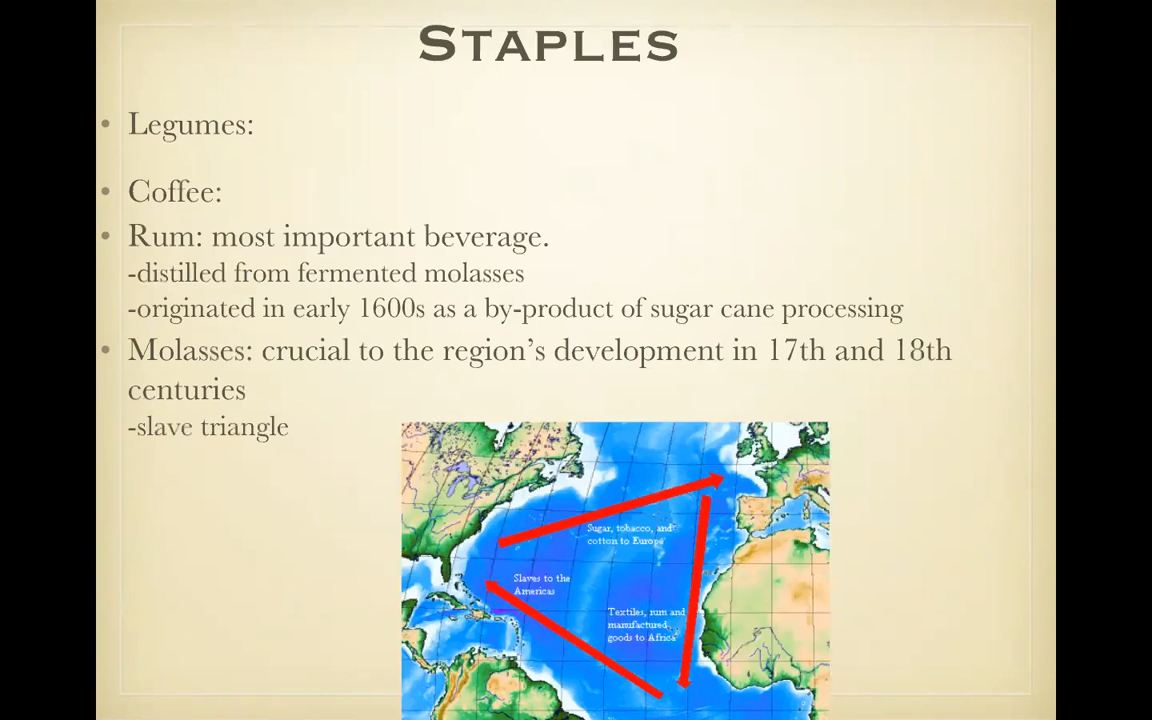 STAPLES
• Legumes:
• Coffee:
• Rum: most important beverage.
-distilled from fermented molasses
-originated in early 1600s as a by-product of sugar cane processing
• Molasses: crucial to the region's development in 17th and 18th
centuries
-slave triangle
Sugar, tobacco, and
cotton to Europe
Slaves to the
Americas
Textiles, rum and
manufactured
goods to Africa